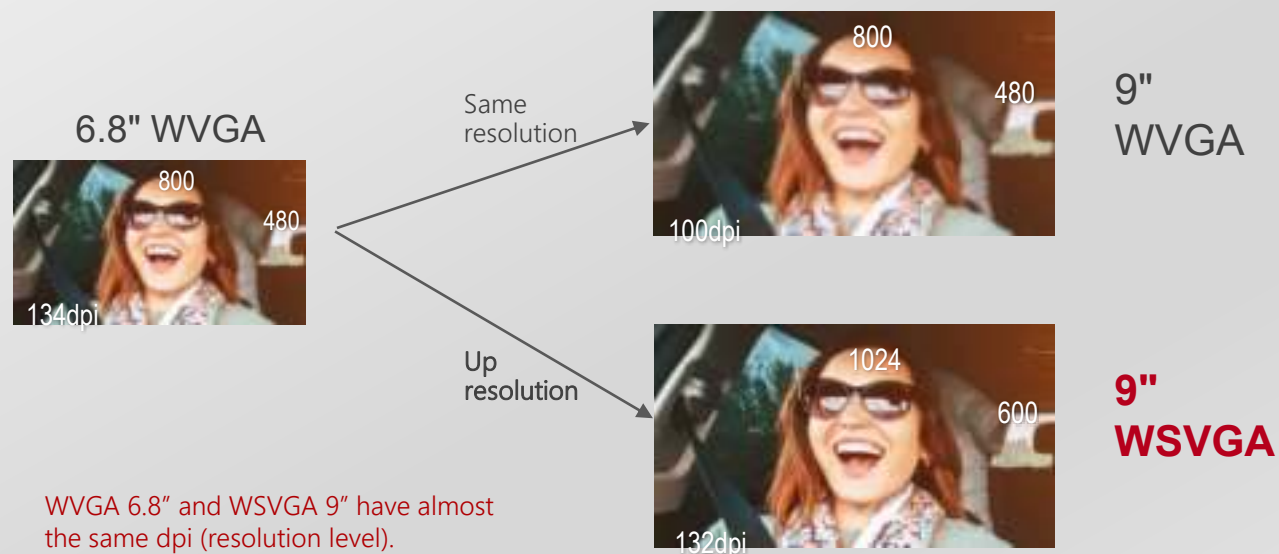 6.8" WVGA
800
480
134dpi
Same
resolution
800
480
100dpi
9"
WVGA
Up
resolution
1024
600
132dpi
9"
WSVGA
WVGA 6.8” and WSVGA 9” have almost
the same dpi (resolution level).